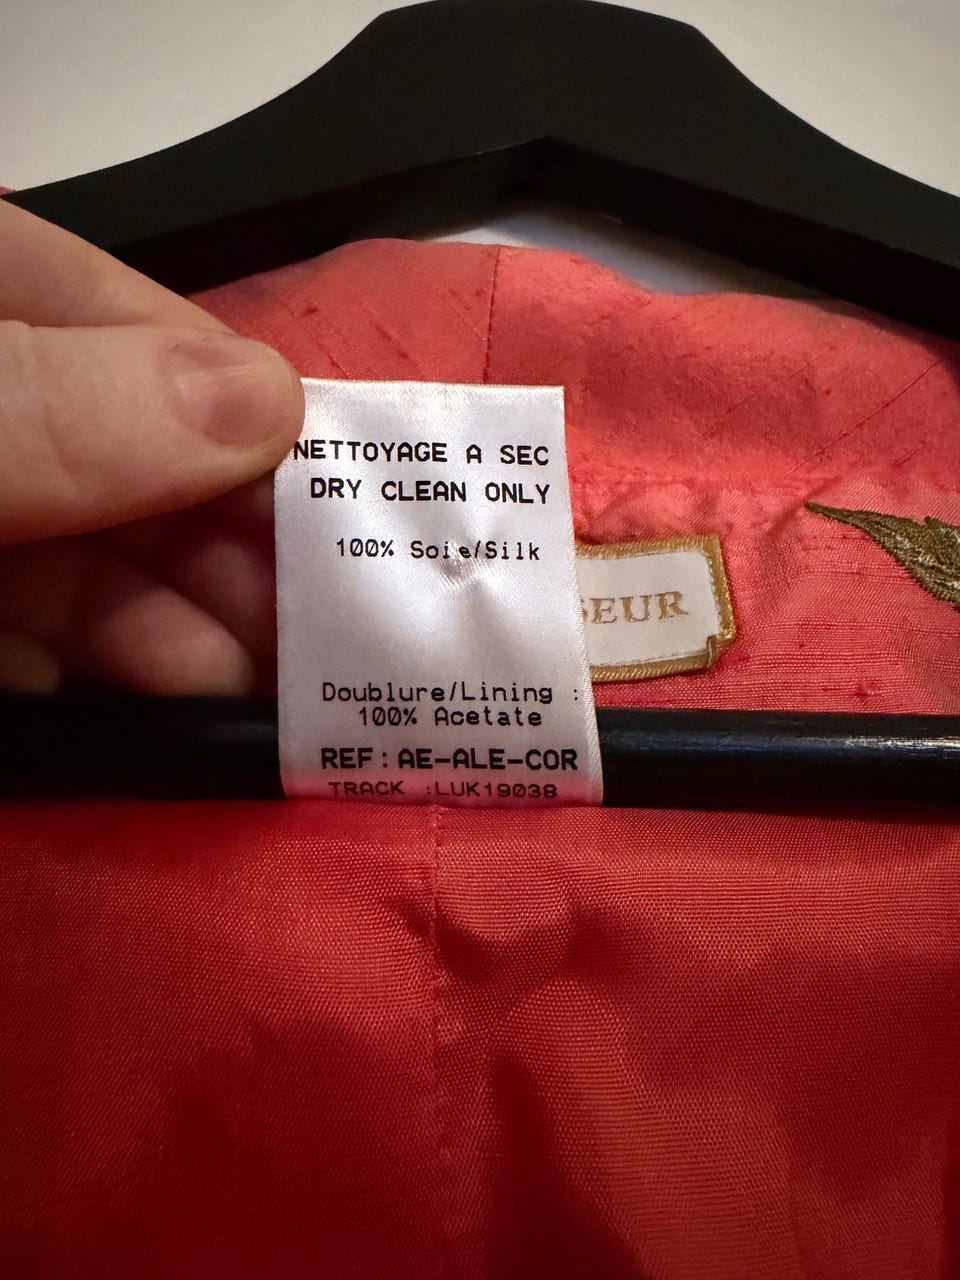 NETTOYAGE A SEC
DRY CLEAN ONLY
100% Soie/Silk
SEUR
Doublure/Lining :
100% Acetate
REF: AE-ALE-COR
TRACK :LUK19038